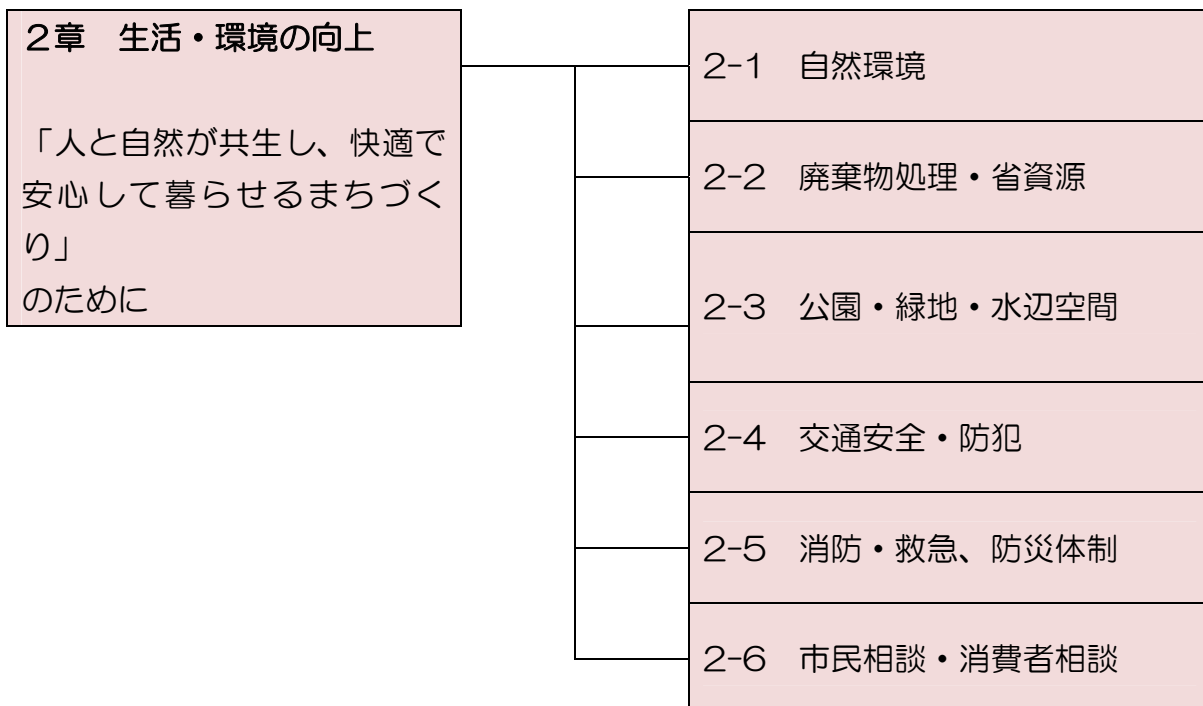 2章　生活・環境の向上
「人と自然が共生し、快適で
安心して暮らせるまちづく
り」
のために
2-1　自然環境
2-2　廃棄物処理・省資源
2-3　公園・緑地・水辺空間
2-4　交通安全・防犯
2-5　消防・救急、防災体制
2-6　市民相談・消費者相談